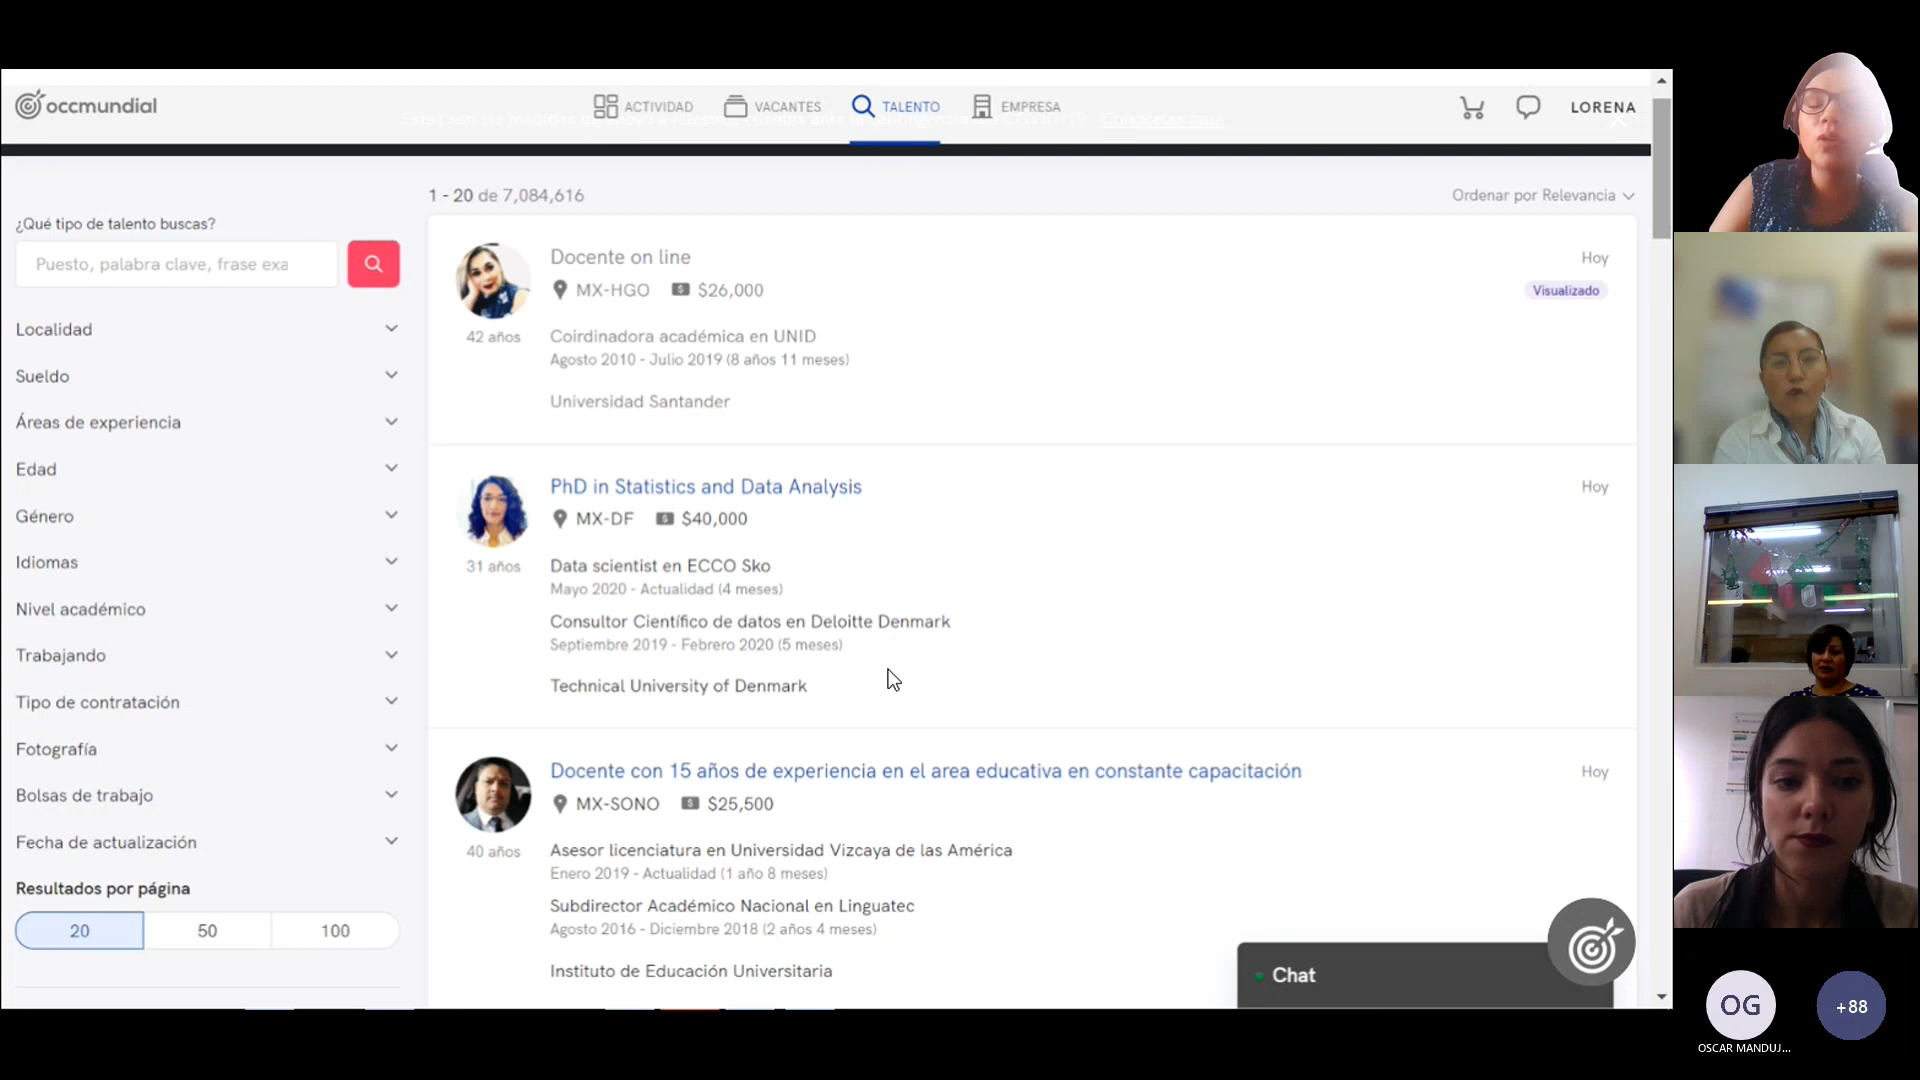 occmundial
ACTIVIDAD
VACANTES
TALENTO
EMPRESA
LORENA
Conócelas aquí
¿Qué tipo de talento buscas?
Puesto, palabra clave, frase exa
Localidad
Sueldo
Áreas de experiencia
Edad
Género
Idiomas
Nivel académico
Trabajando
Tipo de contratación
Fotografía
Bolsas de trabajo
Fecha de actualización
Resultados por página
20 50 100
1 - 20 de 7,084,616
Ordenar por Relevancia
Docente on line
Hoy
MX-HGO $26,000
Visualizado
42 años
Coirdinadora académica en UNID
Agosto 2010 - Julio 2019 (8 años 11 meses)
Universidad Santander
PhD in Statistics and Data Analysis
Hoy
MX-DF $40,000
31 años
Data scientist en ECCO Sko
Mayo 2020 - Actualidad (4 meses)
Consultor Científico de datos en Deloitte Denmark
Septiembre 2019 - Febrero 2020 (5 meses)
Technical University of Denmark
Docente con 15 años de experiencia en el area educativa en constante capacitación
Hoy
MX-SONO $25,500
40 años
Asesor licenciatura en Universidad Vizcaya de las América
Enero 2019 - Actualidad (1 año 8 meses)
Subdirector Académico Nacional en Linguatec
Agosto 2016 - Diciembre 2018 (2 años 4 meses)
Instituto de Educación Universitaria
Chat
OG
+88
OSCAR MANDUJ...